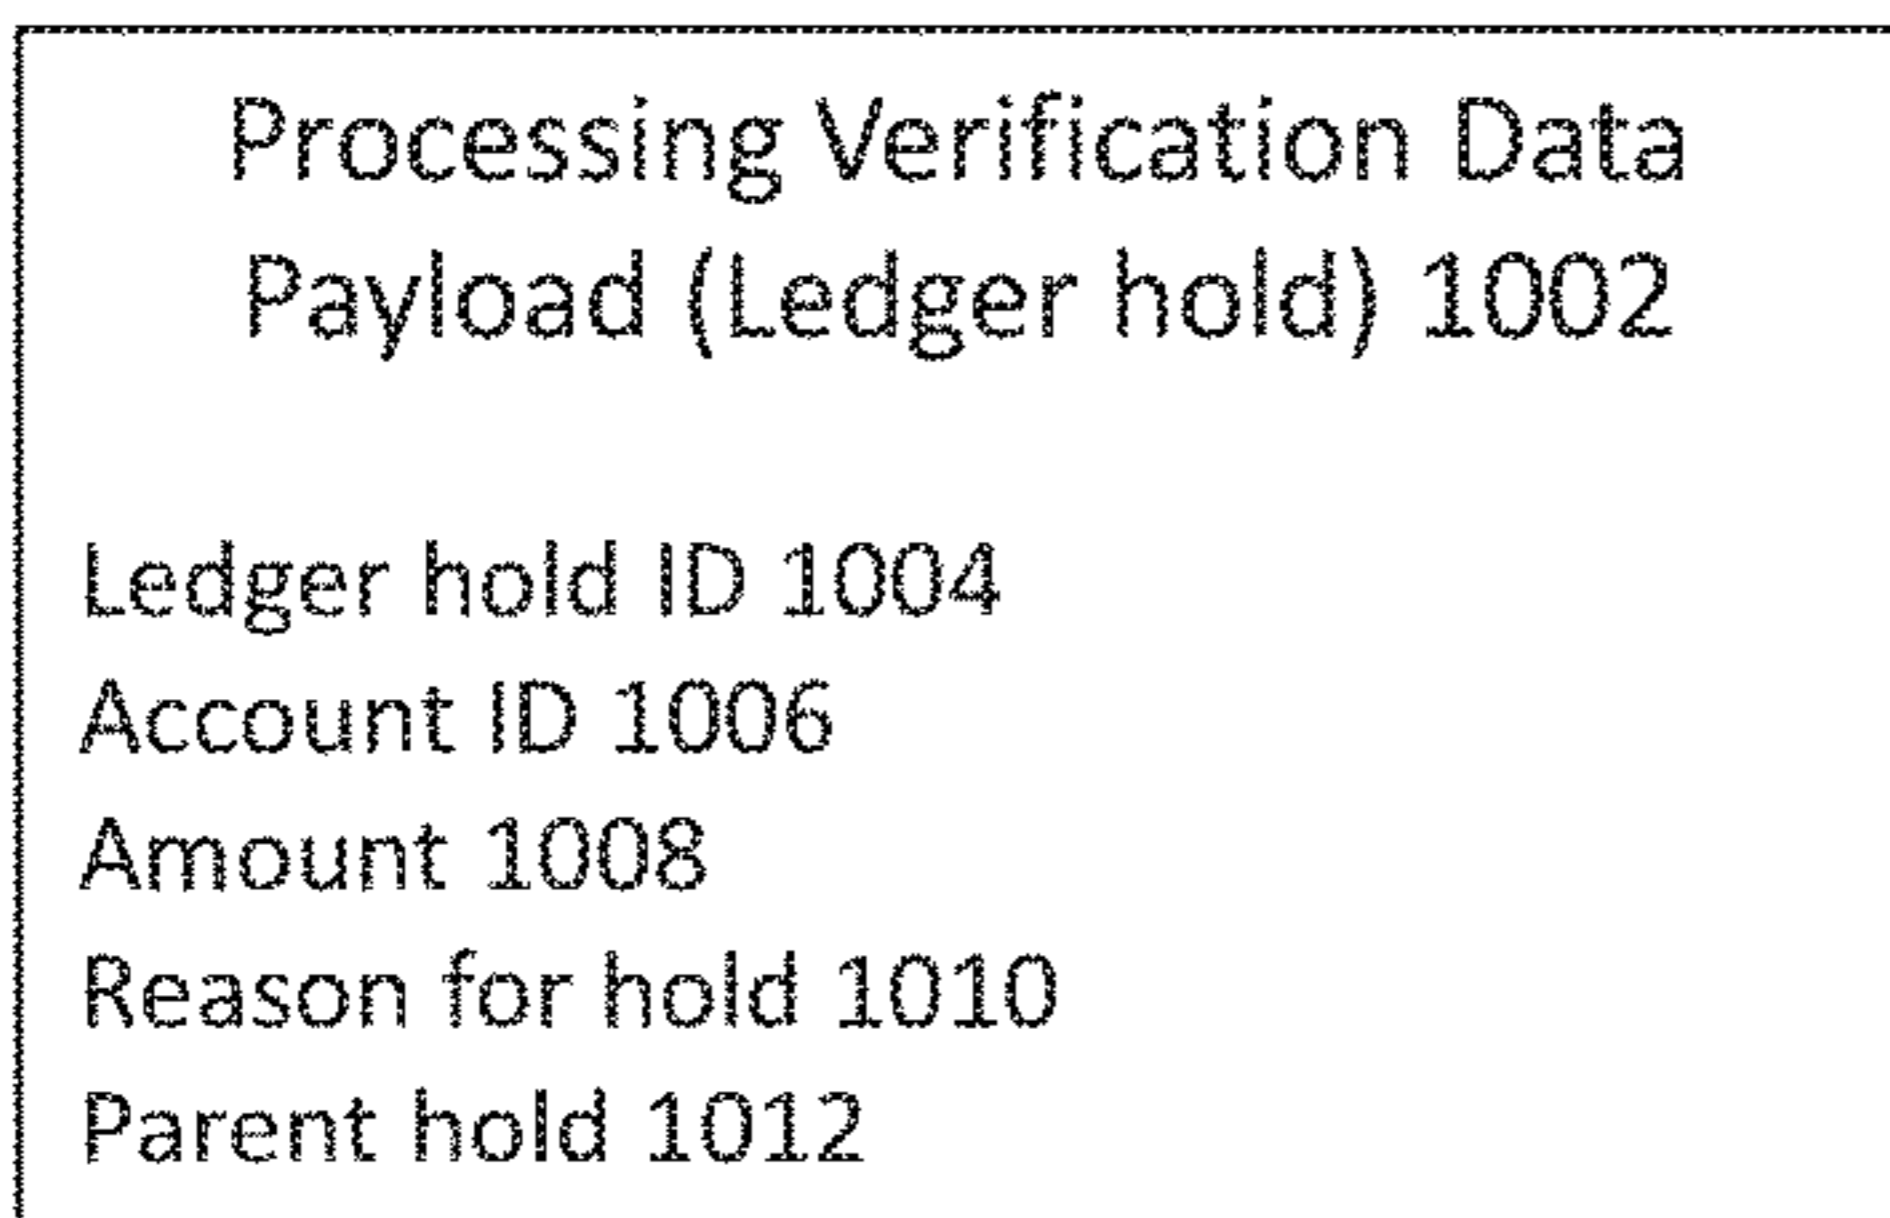 Processing Verification Data
Payload (Ledger hold) 1002
Ledger hold ID 1004
Account ID 1006
Amount 1008
Reason for hold 1010
Parent hold 1012